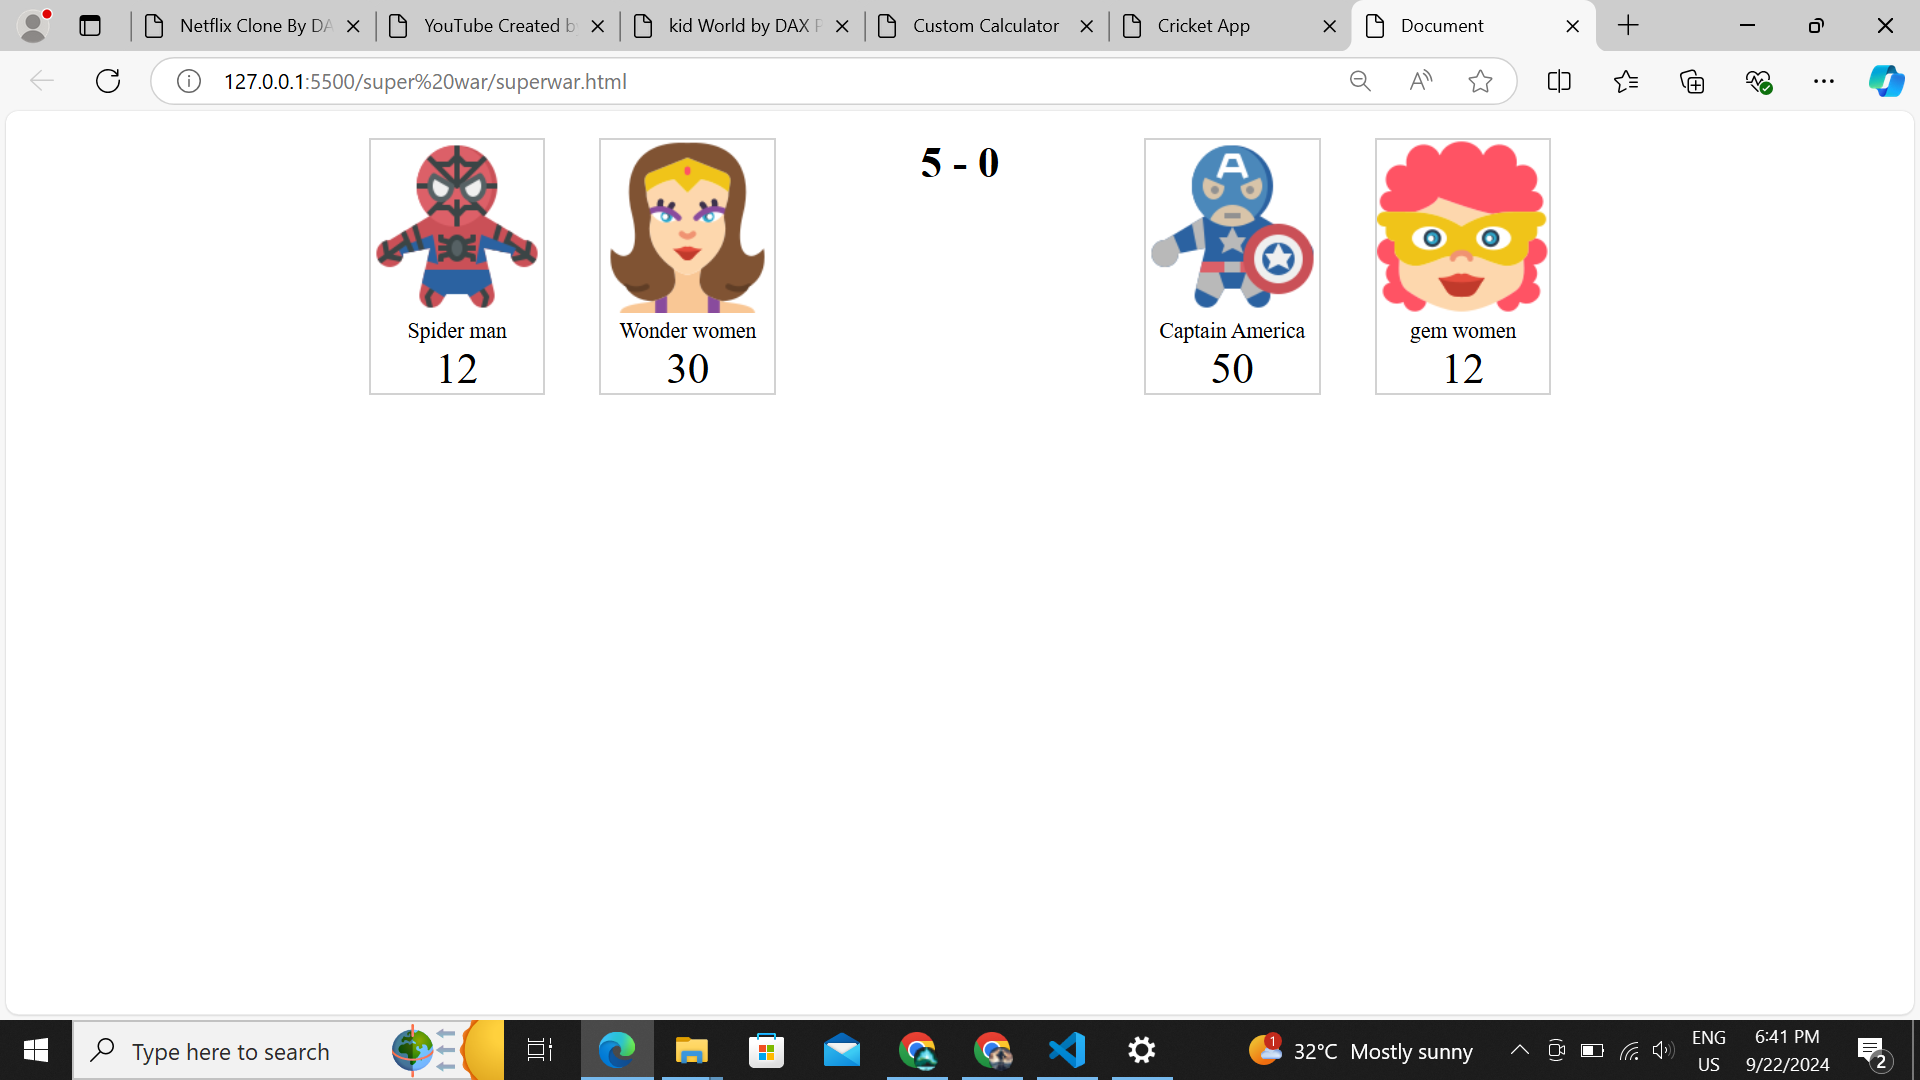 Netflix Clone By DA
YouTube Created b
kid World by DAX P
Custom Calculator
Cricket App
Document
127.0.0.1:5500/super%20war/superwar.html
5 - 0
Spider man
12
Wonder women
30
A
Captain America
50
gem women
12
Type here to search
1
32°C Mostly sunny
ENG
US
6:41 PM
9/22/2024
2